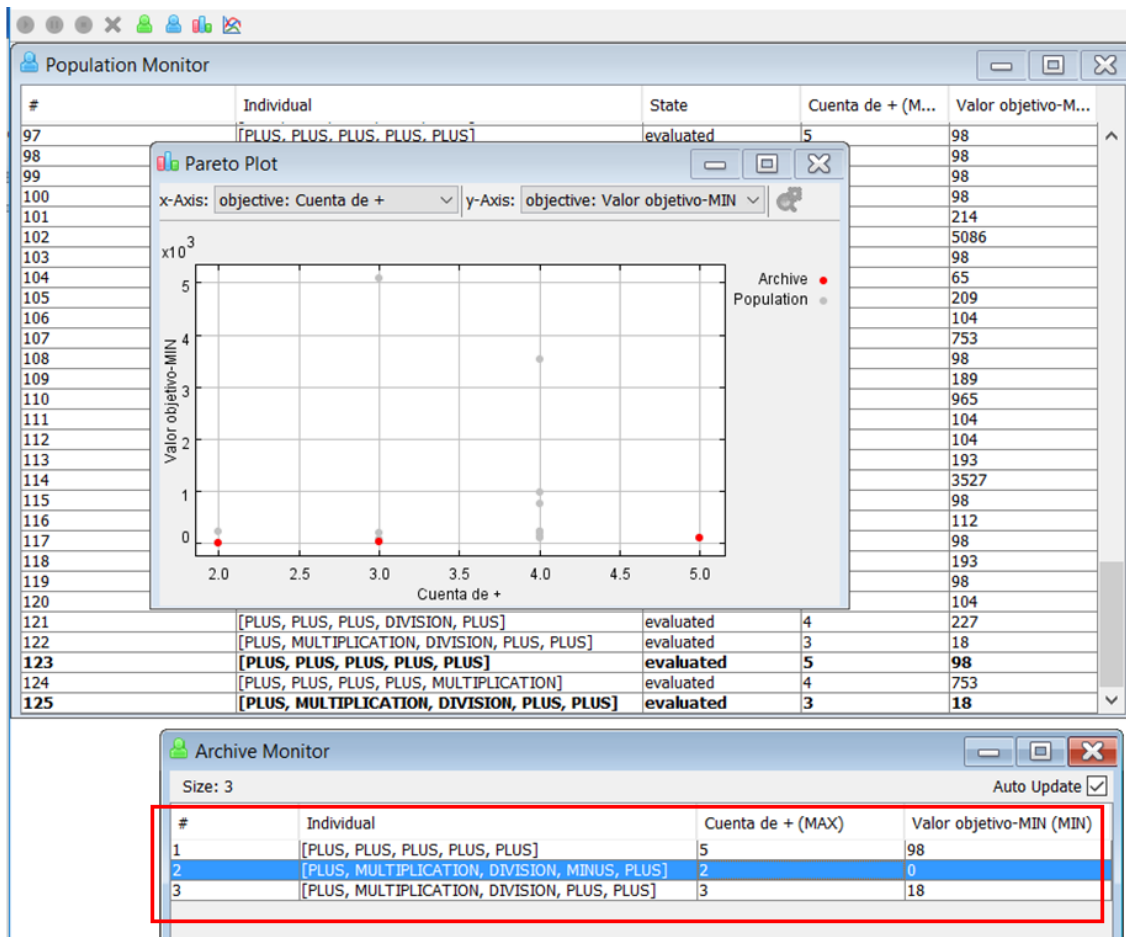 Population Monitor
# Individual State Cuenta de + (M... Valor objetivo-M...
97 [PLUS, PLUS, PLUS, PLUS, PLUS] evaluated 5 98
98 98
99 98
100 98
101 214
102 5086
103 98
104 65
105 209
106 104
107 753
108 98
109 189
110 965
111 104
112 104
113 193
114 3527
115 98
116 112
117 98
118 193
119 98
120 104
121 [PLUS, PLUS, PLUS, DIVISION, PLUS] evaluated 4 227
122 [PLUS, MULTIPLICATION, DIVISION, PLUS, PLUS] evaluated 3 18
123 [PLUS, PLUS, PLUS, PLUS, PLUS] evaluated 5 98
124 [PLUS, PLUS, PLUS, PLUS, MULTIPLICATION] evaluated 4 753
125 [PLUS, MULTIPLICATION, DIVISION, PLUS, PLUS] evaluated 3 18
Pareto Plot
x-Axis: objective: Cuenta de + y-Axis: objective: Valor objetivo-MIN
x10^3
5
4
3
2
1
0
Valor objetivo-MIN
2.0 2.5 3.0 3.5 4.0 4.5 5.0
Cuenta de +
Archive
Population
Archive Monitor
Size: 3 Auto Update
# Individual Cuenta de + (MAX) Valor objetivo-MIN (MIN)
1 [PLUS, PLUS, PLUS, PLUS, PLUS] 5 98
2 [PLUS, MULTIPLICATION, DIVISION, MINUS, PLUS] 2 0
3 [PLUS, MULTIPLICATION, DIVISION, PLUS, PLUS] 3 18